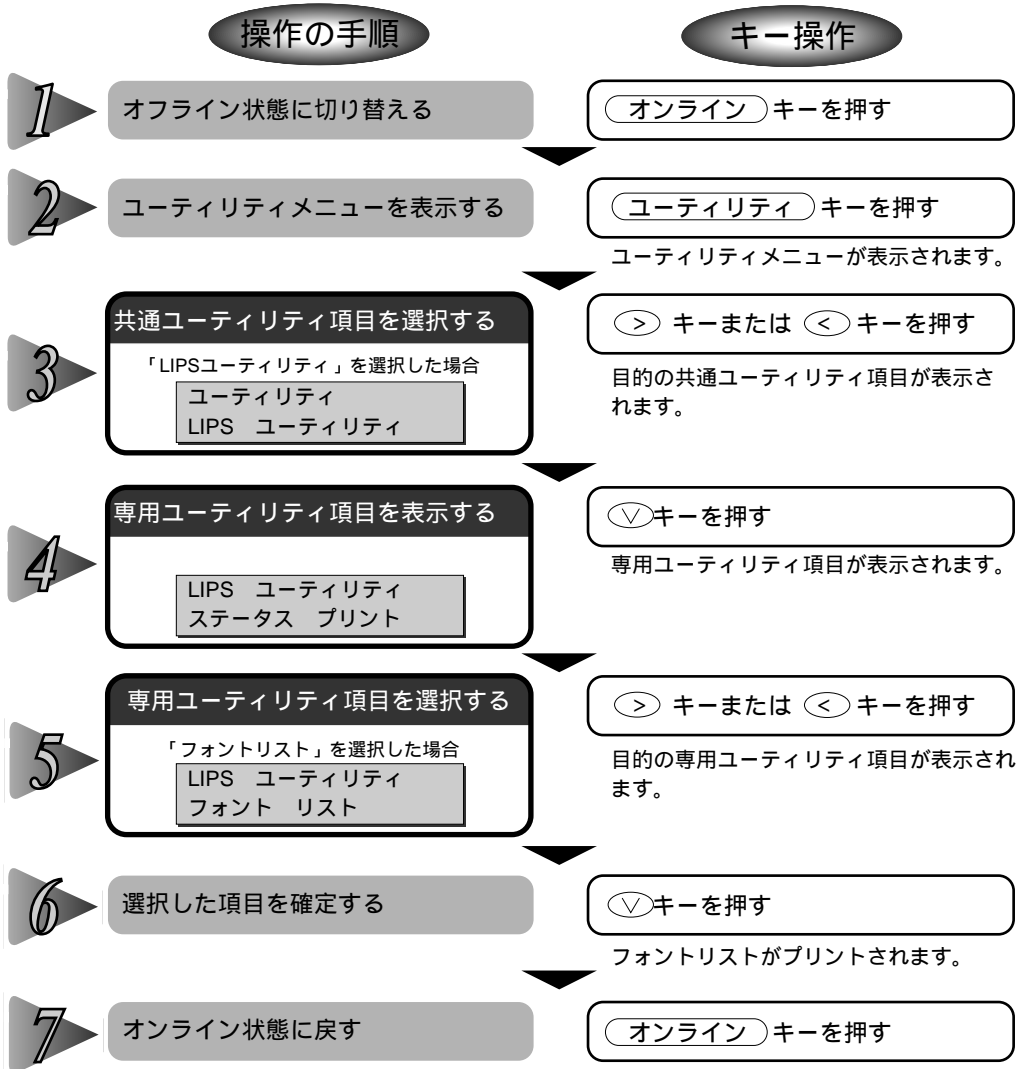 操作の手順
キー操作
1
オフライン状態に切り替える
オンライン キーを押す
2
ユーティリティメニューを表示する
ユーティリティ キーを押す
ユーティリティメニューが表示されます。
3
共通ユーティリティ項目を選択する
「LIPSユーティリティ」を選択した場合
ユーティリティ
LIPS ユーティリティ
> キーまたは < キーを押す
目的の共通ユーティリティ項目が表示さ
れます。
4
専用ユーティリティ項目を表示する
LIPS ユーティリティ
ステータス プリント
∨キーを押す
専用ユーティリティ項目が表示されます。
5
専用ユーティリティ項目を選択する
「フォントリスト」を選択した場合
LIPS ユーティリティ
フォント リスト
> キーまたは < キーを押す
目的の専用ユーティリティ項目が表示され
ます。
6
選択した項目を確定する
∨キーを押す
フォントリストがプリントされます。
7
オンライン状態に戻す
オンライン キーを押す